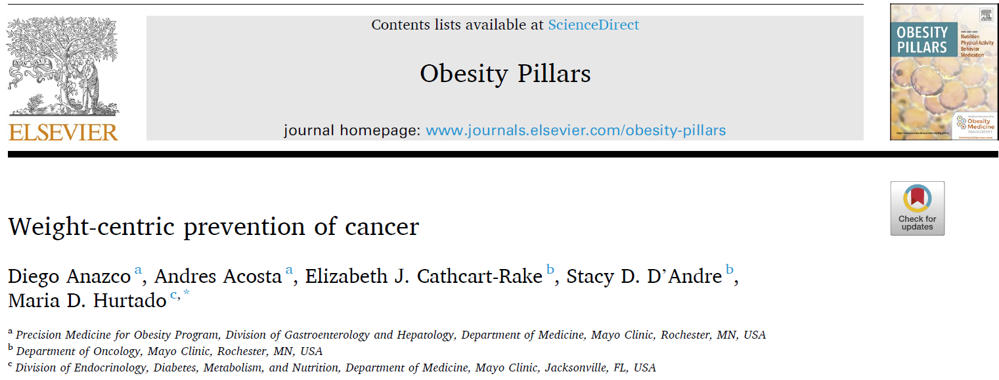 Contents lists available at ScienceDirect
Obesity Pillars
journal homepage: www.journals.elsevier.com/obesity-pillars
NON SOLUS
ELSEVIER
OBESITY
PILLARS
Nutrition
Physical Activity
Behavior
Medication
Obesity
Medicine
Association
Check for
updates
Weight-centric prevention of cancer
Diego Anazco a, Andres Acosta a, Elizabeth J. Cathcart-Rake b, Stacy D. D’Andre b,
Maria D. Hurtado c,*
a Precision Medicine for Obesity Program, Division of Gastroenterology and Hepatology, Department of Medicine, Mayo Clinic, Rochester, MN, USA
b Department of Oncology, Mayo Clinic, Rochester, MN, USA
c Division of Endocrinology, Diabetes, Metabolism, and Nutrition, Department of Medicine, Mayo Clinic, Jacksonville, FL, USA